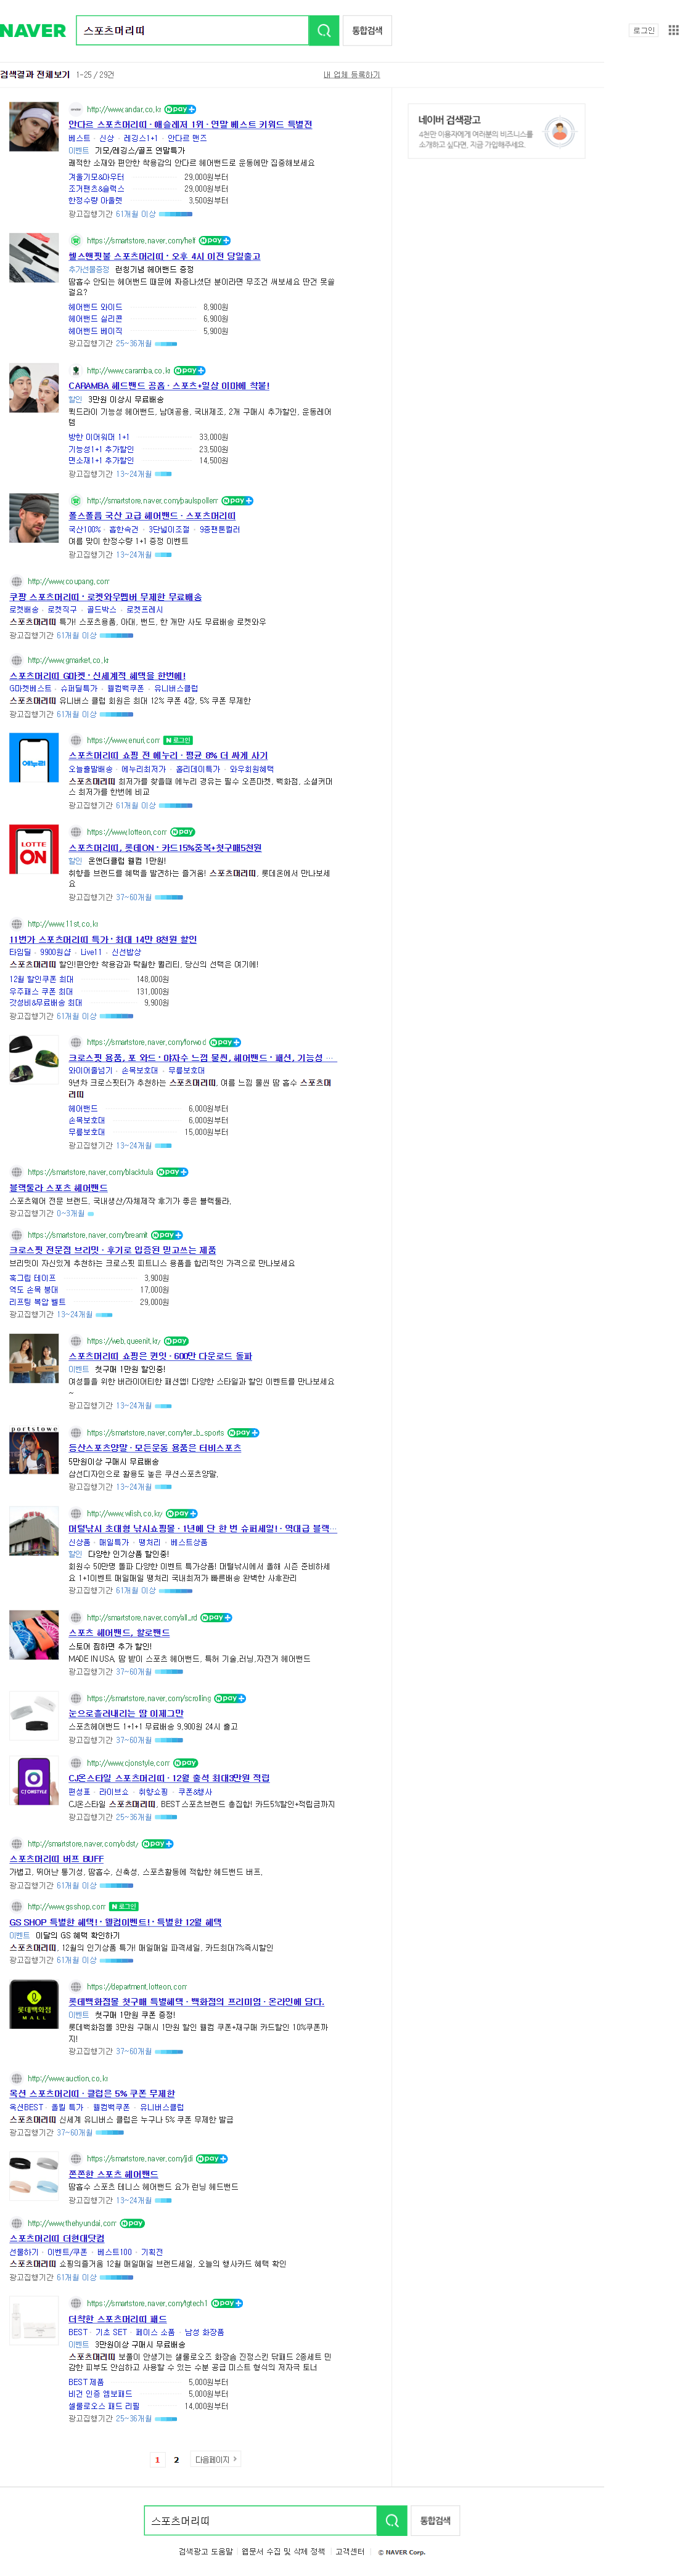 NAVER
스포츠머리띠
통합검색
로그인
검색결과 전체보기 1-25 / 29건
내 업체 등록하기
네이버 검색광고
4천만 이용자에게 여러분의 비즈니스를
소개하고 싶다면, 지금 가입해주세요.
http://www.andar.co.kr pay+
안다르 스포츠머리띠 · 애슬레저 1위 · 연말 베스트 키워드 특별전
베스트 · 신상 · 레깅스1+1 · 안다르 맨즈
이벤트 기모/레깅스/골프 연말특가
쾌적한 소재와 편안한 착용감의 안다르 헤어밴드로 운동에만 집중해보세요
겨울기모&아우터 29,000원부터
조거팬츠&슬랙스 29,000원부터
한정수량 아울렛 3,500원부터
광고집행기간 61개월 이상
https://smartstore.naver.com/helf pay+
헬스맨핏불 스포츠머리띠 · 오후 4시 이전 당일출고
추가선물증정 런칭기념 헤어밴드 증정
땀흡수 안되는 헤어밴드 때문에 짜증나셨던 분이라면 무조건 써보세요 딴건 못쓸
걸요?
헤어밴드 와이드 8,900원
헤어밴드 실리콘 6,900원
헤어밴드 베이직 5,900원
광고집행기간 25~36개월
http://www.caramba.co.kr pay+
CARAMBA 헤드밴드 공홈 · 스포츠+일상 이마에 착붙!
할인 3만원 이상시 무료배송
퀵드라이 기능성 헤어밴드, 남여공용, 국내제조, 2개 구매시 추가할인, 운동레어
템
방한 이어워머 1+1 33,000원
기능성1+1 추가할인 23,500원
면소재1+1 추가할인 14,500원
광고집행기간 13~24개월
http://smartstore.naver.com/paulspollem pay+
폴스폴름 국산 고급 헤어밴드 · 스포츠머리띠
국산100% · 흡한속건 · 3단넓이조절 · 9종팬톤컬러
여름 맞이 한정수량 1+1 증정 이벤트
광고집행기간 13~24개월
http://www.coupang.com
쿠팡 스포츠머리띠 · 로켓와우멤버 무제한 무료배송
로켓배송 · 로켓직구 · 골드박스 · 로켓프레시
스포츠머리띠 특가! 스포츠용품, 아대, 밴드, 한 개만 사도 무료배송 로켓와우
광고집행기간 61개월 이상
http://www.gmarket.co.kr
스포츠머리띠 G마켓 · 신세계적 혜택을 한번에!
G마켓베스트 · 슈퍼딜특가 · 웰컴백쿠폰 · 유니버스클럽
스포츠머리띠 유니버스 클럽 회원은 최대 12% 쿠폰 4장, 5% 쿠폰 무제한
광고집행기간 61개월 이상
에누리
https://www.enuri.com N 로그인
스포츠머리띠 쇼핑 전 에누리 · 평균 8% 더 싸게 사기
오늘출발배송 · 에누리최저가 · 홀리데이특가 · 와우회원혜택
스포츠머리띠 최저가를 찾을때 에누리 경유는 필수 오픈마켓, 백화점, 소셜커머
스 최저가를 한번에 비교
광고집행기간 61개월 이상
LOTTE
ON
http://www.lotteon.com pay
스포츠머리띠, 롯데ON · 카드15%중복+첫구매5천원
할인 온앤더클럽 웰컴 1만원!
취향을 브랜드를 혜택을 발견하는 즐거움! 스포츠머리띠, 롯데온에서 만나보세
요
광고집행기간 37~60개월
http://www.11st.co.kr
11번가 스포츠머리띠 특가 · 최대 14만 8천원 할인
타임딜 · 9900원샵 · Live11 · 신선밥상
스포츠머리띠 할인!편안한 착용감과 탁월한 퀄리티, 당신의 선택은 여기에!
12월 할인쿠폰 최대 148,000원
우주패스 쿠폰 최대 131,000원
갓성비&무료배송 최대 9,900원
광고집행기간 61개월 이상
https://smartstore.naver.com/forwod pay+
크로스핏 용품, 포 와드 · 야자수 느낌 물씬, 헤어밴드 · 패션, 기능성 ...
와이어줄넘기 · 손목보호대 · 무릎보호대
9년차 크로스핏터가 추천하는 스포츠머리띠. 여름 느낌 물씬 땀 흡수 스포츠머
리띠
헤어밴드 6,000원부터
손목보호대 6,000원부터
무릎보호대 15,000원부터
광고집행기간 13~24개월
https://smartstore.naver.com/blacktula pay+
블랙툴라 스포츠 헤어밴드
스포츠웨어 전문 브랜드, 국내생산/자체제작 후기가 좋은 블랙툴라.
광고집행기간 0~3개월
https://smartstore.naver.com/breamit pay+
크로스핏 전문점 브리밋 · 후기로 입증된 믿고쓰는 제품
브리밋이 자신있게 추천하는 크로스핏 피트니스 용품을 합리적인 가격으로 만나보세요
훅그립 테이프 3,900원
역도 손목 붕대 17,000원
리프팅 복압 벨트 29,000원
광고집행기간 13~24개월
https://web.queenit.kr/ pay
스포츠머리띠 쇼핑은 퀸잇 · 600만 다운로드 돌파
이벤트 첫구매 1만원 할인중!
여성들을 위한 버라이어티한 패션앱! 다양한 스타일과 할인 이벤트를 만나보세요
~
광고집행기간 13~24개월
portstowe
https://smartstore.naver.com/ter_b_sports pay+
등산스포츠양말 · 모든운동 용품은 터비스포츠
5만원이상 구매시 무료배송
삽선디자인으로 활용도 높은 쿠션스포츠양말.
광고집행기간 13~24개월
http://www.wfish.co.kr/ pay+
머털낚시 초대형 낚시쇼핑몰 · 1년에 단 한 번 슈퍼세일! · 역대급 블랙...
신상품 · 매일특가 · 땡처리 · 베스트상품
할인 다양한 인기상품 할인중!
회원수 50만명 돌파 다양한 이벤트 특가상품! 머털낚시에서 올해 시즌 준비하세
요 1+1이벤트 매일매일 땡처리 국내최저가 빠른배송 완벽한 사후관리
광고집행기간 61개월 이상
http://smartstore.naver.com/all_rd pay+
스포츠 헤어밴드, 할로밴드
스토어 찜하면 추가 할인!
MADE IN USA, 땀 받이 스포츠 헤어밴드, 특허 기술,러닝,자전거 헤어밴드
광고집행기간 37~60개월
https://smartstore.naver.com/scrolling pay+
눈으로흘러내리는 땀 이제그만
스포츠헤어밴드 1+1+1 무료배송 9,900원 24시 출고
광고집행기간 37~60개월
CJ ONSTYLE
http://www.cjonstyle.com pay
CJ온스타일 스포츠머리띠 · 12월 출석 최대3만원 적립
편성표 · 라이브쇼 · 취향쇼핑 · 쿠폰&행사
CJ온스타일 스포츠머리띠, BEST스포츠브랜드 총집합! 카드5%할인+적립금까지
광고집행기간 25~36개월
http://smartstore.naver.com/odst/ pay+
스포츠머리띠 버프 BUFF
가볍고, 뛰어난 통기성, 땀흡수, 신축성, 스포츠활동에 적합한 헤드밴드 버프.
광고집행기간 61개월 이상
http://www.gsshop.com N 로그인
GS SHOP 특별한 혜택! · 웰컴이벤트! · 특별한 12월 혜택
이벤트 이달의 GS 혜택 확인하기
스포츠머리띠, 12월의 인기상품 특가! 매일매일 파격세일, 카드최대7%즉시할인
광고집행기간 61개월 이상
롯데백화점
MALL
https://department.lotteon.com
롯데백화점몰 첫구매 특별혜택 · 백화점의 프리미엄 · 온라인에 담다.
이벤트 첫구매 1만원 쿠폰 증정!
롯데백화점몰 3만원 구매시 1만원 할인 웰컴 쿠폰+재구매 카드할인 10%쿠폰까
지!
광고집행기간 37~60개월
http://www.auction.co.kr
옥션 스포츠머리띠 · 클럽은 5% 쿠폰 무제한
옥션BEST · 올킬 특가 · 웰컴백쿠폰 · 유니버스클럽
스포츠머리띠 신세계 유니버스 클럽은 누구나 5% 쿠폰 무제한 발급
광고집행기간 37~60개월
https://smartstore.naver.com/jjdi pay+
쫀쫀한 스포츠 헤어밴드
땀흡수 스포츠 테니스 헤어밴드 요가 런닝 헤드밴드
광고집행기간 13~24개월
http://www.thehyundai.com pay
스포츠머리띠 더현대닷컴
선물하기 · 이벤트/쿠폰 · 베스트100 · 기획전
스포츠머리띠 쇼핑의즐거움 12월 매일매일 브랜드세일, 오늘의 행사카드 혜택 확인
광고집행기간 61개월 이상
https://smartstore.naver.com/tgtech1 pay+
더착한 스포츠머리띠 패드
BEST · 기초 SET · 페이스 소품 · 남성 화장품
이벤트 3만원이상 구매시 무료배송
스포츠머리띠 보풀이 안생기는 셀룰로오즈 화장솜 진정스킨 닦패드 2종세트 민
감한 피부도 안심하고 사용할 수 있는 수분 공급 미스트 형식의 저자극 토너
BEST 제품 5,000원부터
비건 인증 엠보패드 5,000원부터
셀룰로오스 패드 리필 14,000원부터
광고집행기간 25~36개월
1 2 다음페이지 >
스포츠머리띠
통합검색
검색광고 도움말 | 웹문서 수집 및 삭제 정책 | 고객센터 | © NAVER Corp.